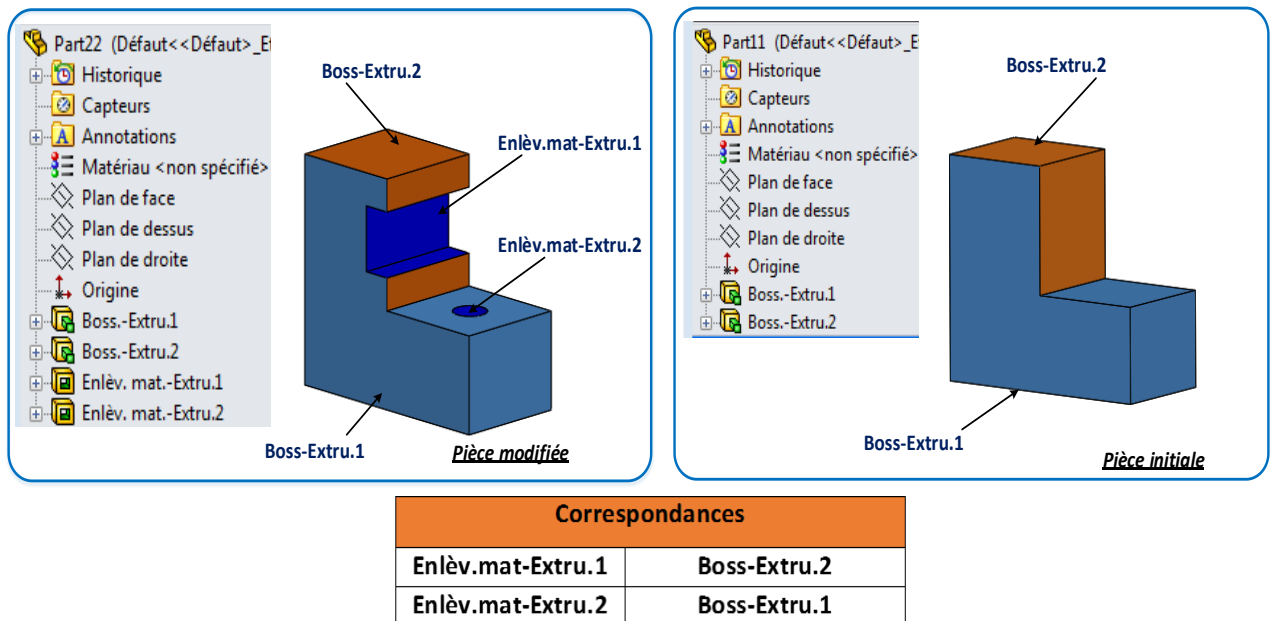 Part22 (Défaut<<Défaut>_Et
Historique
Capteurs
Annotations
Matériau <non spécifié>
Plan de face
Plan de dessus
Plan de droite
Origine
Boss.-Extru.1
Boss.-Extru.2
Enlèv. mat.-Extru.1
Enlèv. mat.-Extru.2
Boss-Extru.2
Enlèv.mat-Extru.1
Enlèv.mat-Extru.2
Boss-Extru.1
Pièce modifiée
Part11 (Défaut<<Défaut>_E
Historique
Capteurs
Annotations
Matériau <non spécifié>
Plan de face
Plan de dessus
Plan de droite
Origine
Boss.-Extru.1
Boss.-Extru.2
Boss-Extru.2
Boss-Extru.1
Pièce initiale
Correspondances
Enlèv.mat-Extru.1 Boss-Extru.2
Enlèv.mat-Extru.2 Boss-Extru.1